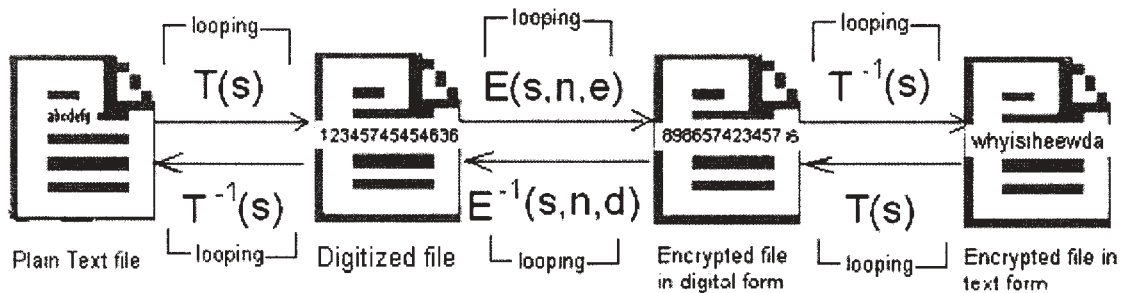 looping looping looping
T(s) E(s,n,e) T⁻¹(s)
abcdefg 12345745454636 898657423457 whyisiheewda
T⁻¹(s) E⁻¹(s,n,d) T(s)
looping looping looping
Plain Text file Digitized file Encrypted file in digital form Encrypted file in text form